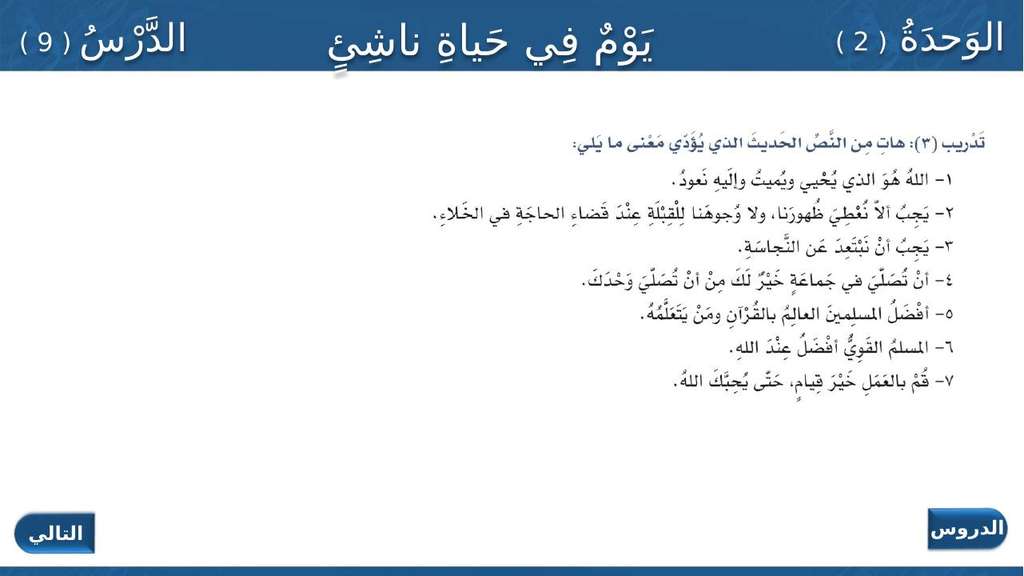 الوَحدَةُ ( 2 )
يَوْمٌ فِي حَياةِ ناشِئٍ
الدَّرْسُ ( 9 )
تَدْريب (٣): هاتِ مِن النَّصِّ الحَديثَ الذي يُؤَدّي مَعْنى ما يَلي:
١- اللهُ هُوَ الذي يُحْيي ويُميتُ وإلَيهِ نَعودُ.
٢- يَجِبُ ألاّ نُعْطِيَ ظُهورَنا، ولا وُجوهَنا لِلْقِبْلَةِ عِنْدَ قَضاءِ الحاجَةِ في الخَلاءِ.
٣- يَجِبُ أنْ نَبْتَعِدَ عَن النَّجاسَةِ.
٤- أنْ تُصَلّيَ في جَماعَةٍ خَيْرٌ لَكَ مِنْ أنْ تُصَلّيَ وَحْدَكَ.
٥- أفْضَلُ المسلِمينَ العالِمُ بالقُرْآنِ ومَنْ يَتَعَلَّمُهُ.
٦- المسلمُ القَوِيُّ أفْضَلُ عِنْدَ اللهِ.
٧- قُمْ بالعَمَلِ خَيْرَ قِيامٍ، حَتّى يُحِبَّكَ اللهُ.
الدروس
التالي